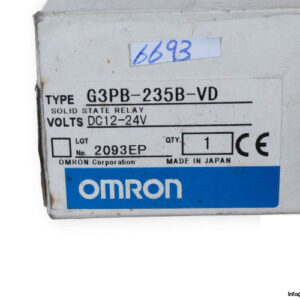 6693
TYPE G3PB-235B-VD
SOLID STATE RELAY
VOLTS DC12-24V
LOT No. 2093EP QTY. 1 CE
OMRON Corporation MADE IN JAPAN
OMRON